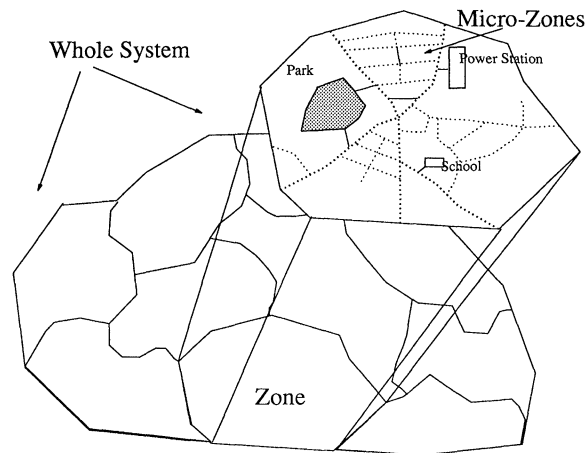 Micro-Zones
Whole System
Park
Power Station
School
Zone